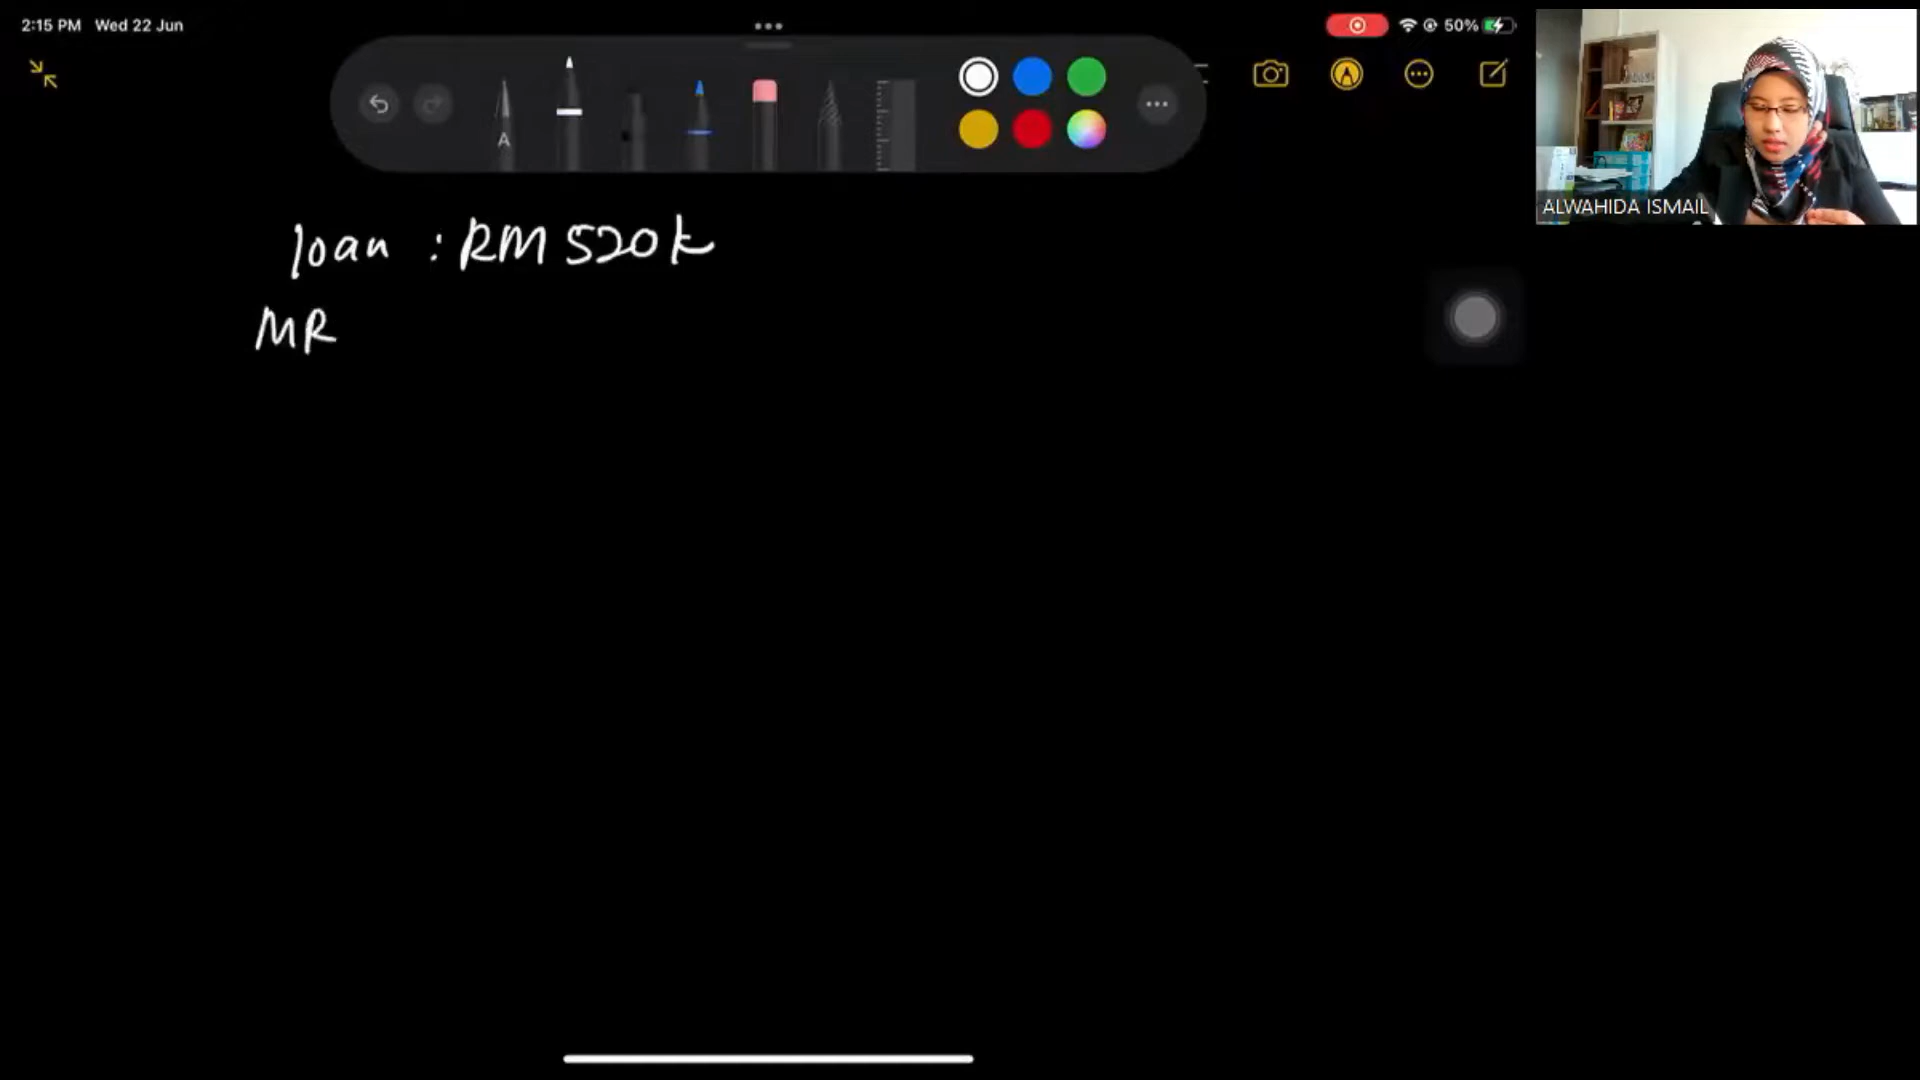 2:15 PM Wed 22 Jun
50%
A
ALWAHIDA ISMAIL
loan : RM 520k
MR